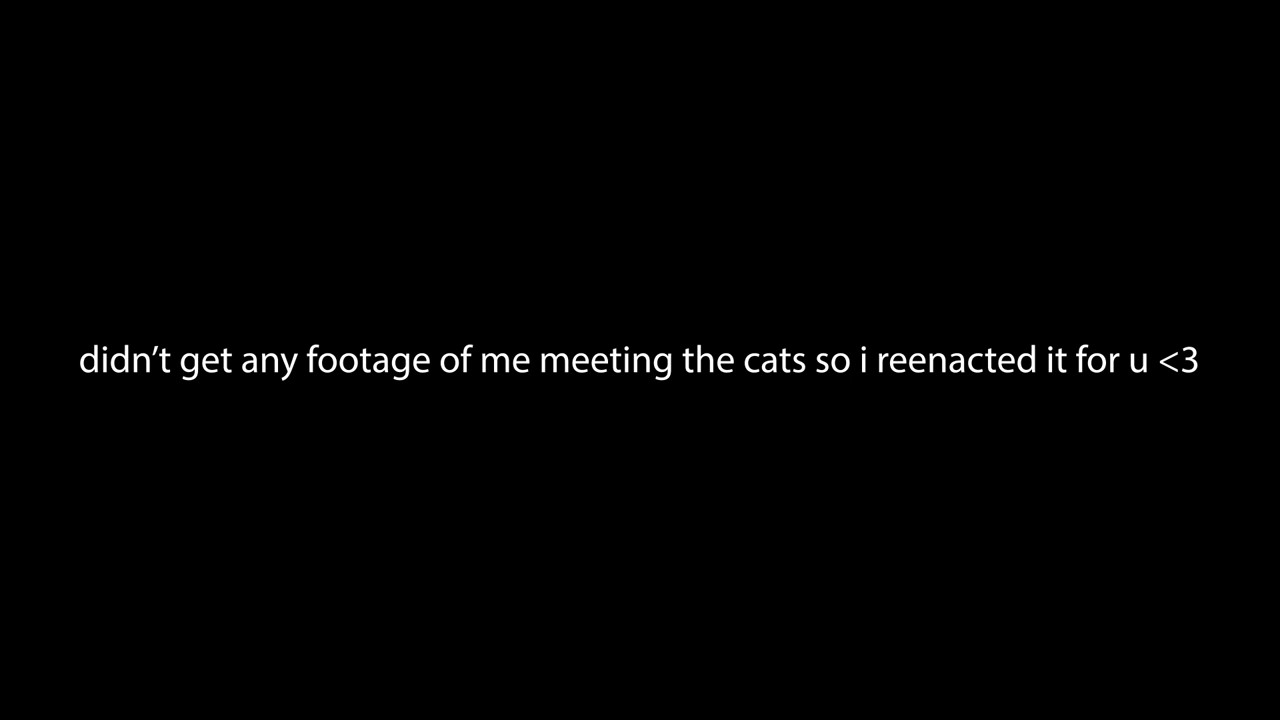 didn’t get any footage of me meeting the cats so i reenacted it for u <3